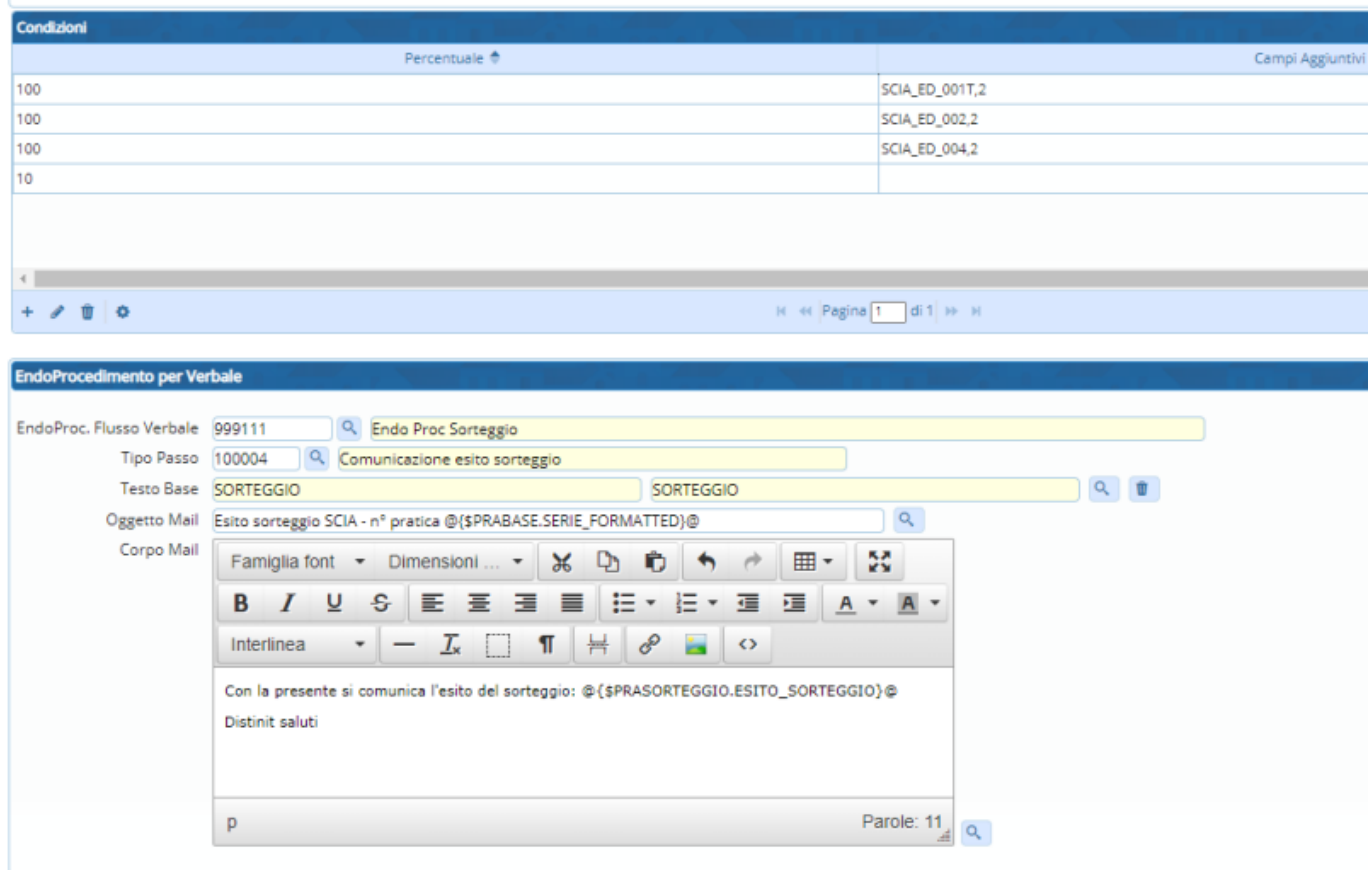 Condizioni
Percentuale Campi Aggiuntivi
100 SCIA_ED_001T,2
100 SCIA_ED_002,2
100 SCIA_ED_004,2
10
Pagina 1 di 1
EndoProcedimento per Verbale
EndoProc. Flusso Verbale 999111 Endo Proc Sorteggio
Tipo Passo 100004 Comunicazione esito sorteggio
Testo Base SORTEGGIO SORTEGGIO
Oggetto Mail Esito sorteggio SCIA - n° pratica @{$PRABASE.SERIE_FORMATTED}@
Corpo Mail
Famiglia font Dimensioni ...
B I U S A A
Interlinea
Con la presente si comunica l'esito del sorteggio: @{$PRASORTEGGIO.ESITO_SORTEGGIO}@
Distinit saluti
p Parole: 11